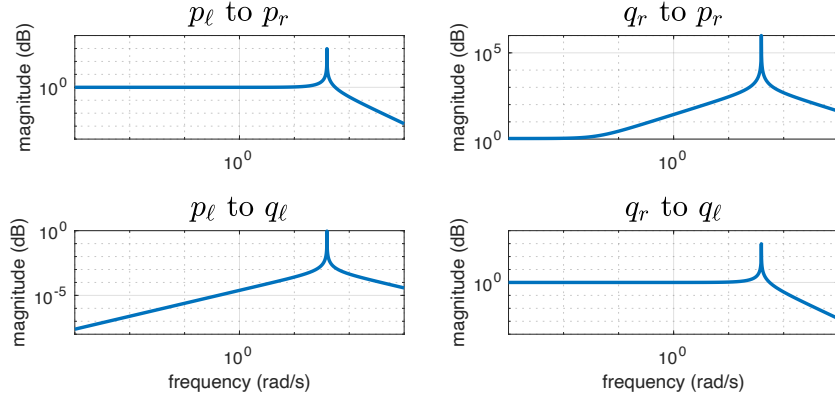 pℓ to pr
magnitude (dB)
10^0
10^0
qr to pr
magnitude (dB)
10^5
10^0
10^0
pℓ to qℓ
magnitude (dB)
10^0
10^-5
10^0
frequency (rad/s)
qr to qℓ
magnitude (dB)
10^0
10^0
frequency (rad/s)